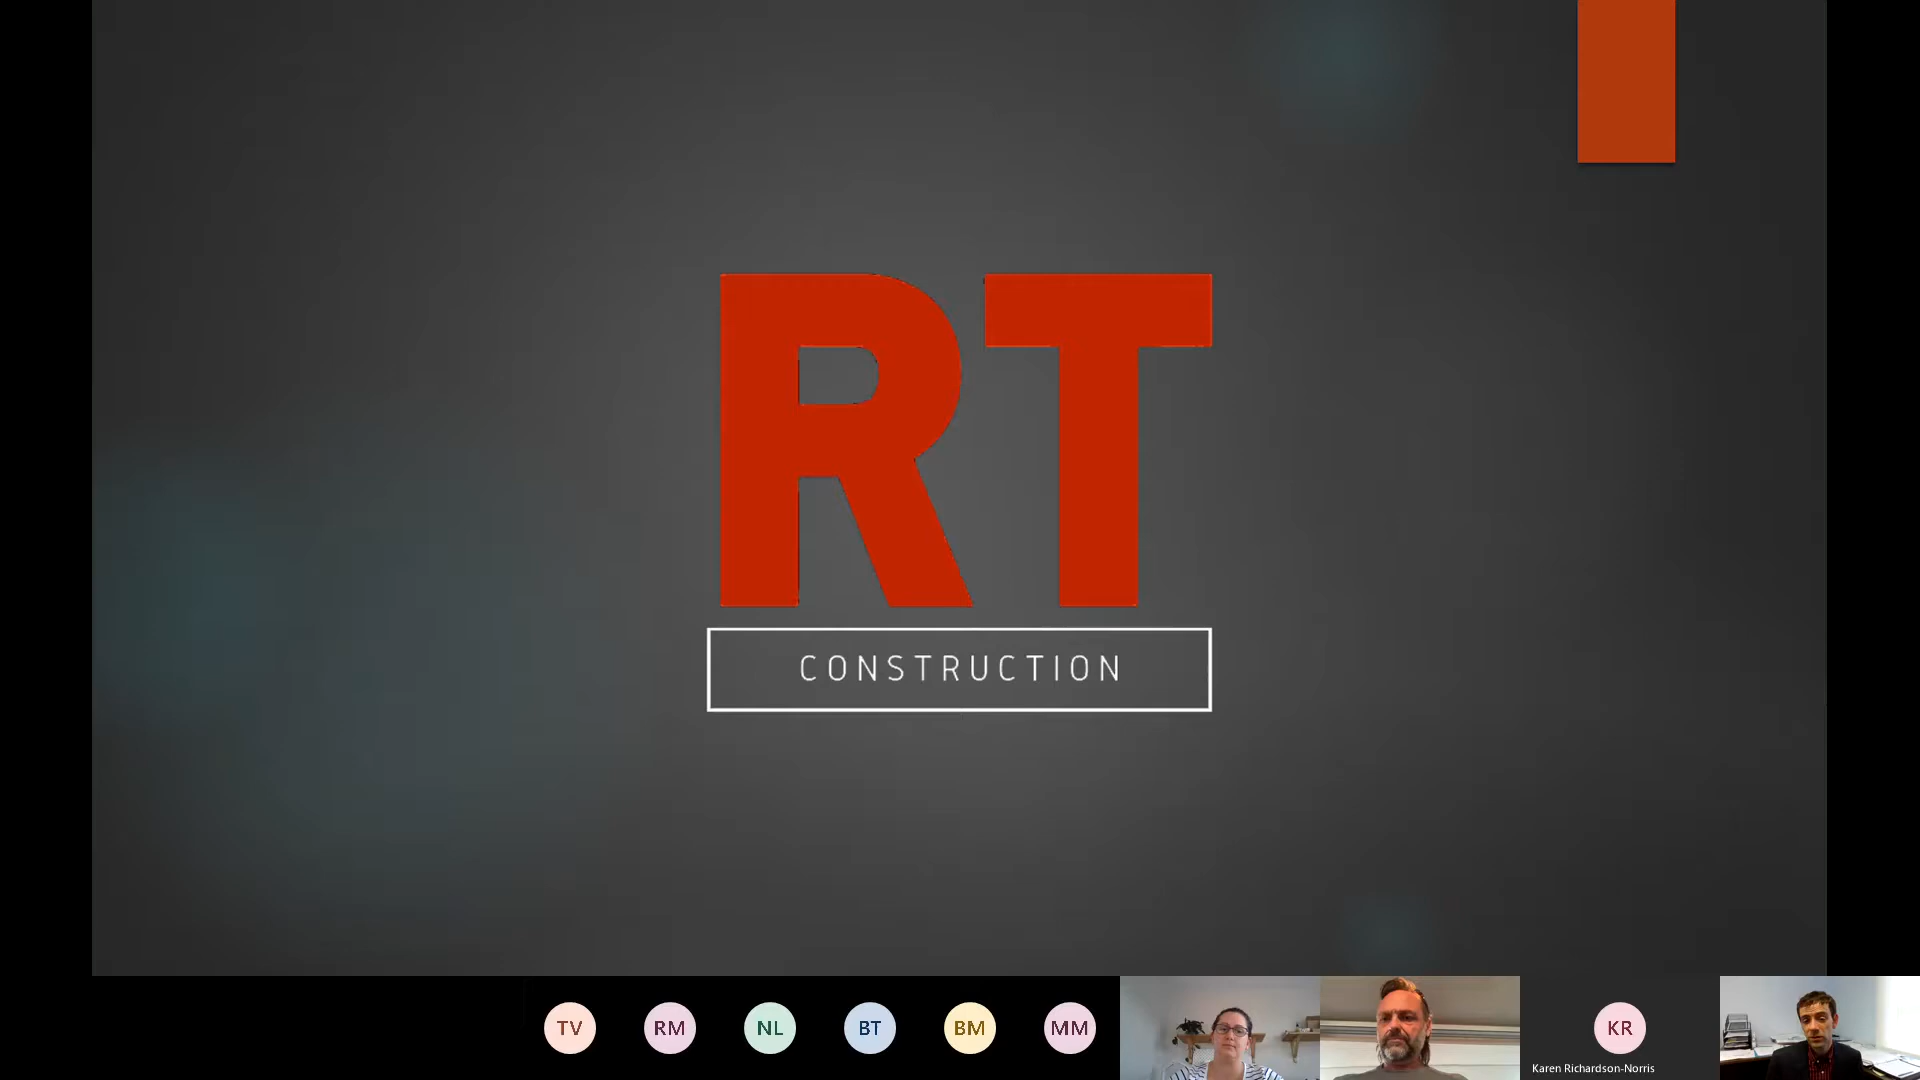 RT
CONSTRUCTION
TV
RM
NL
BT
BM
MM
KR
Karen Richardson-Norris